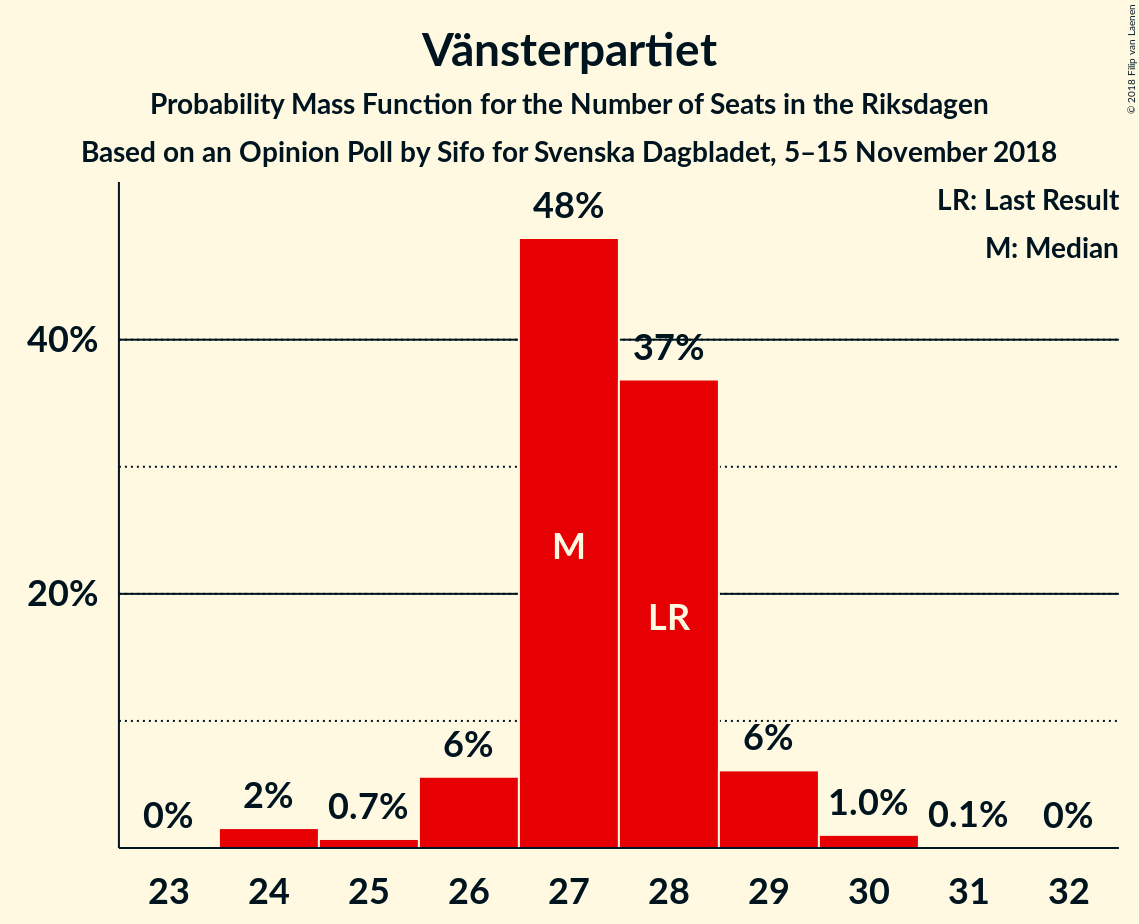 Vänsterpartiet
Probability Mass Function for the Number of Seats in the Riksdagen
Based on an Opinion Poll by Sifo for Svenska Dagbladet, 5–15 November 2018
© 2018 Filip van Laenen
LR: Last Result
M: Median
48%
40%
37%
M
20%
LR
6%
6%
2%
0.7%
1.0%
0.1%
0%
0%
23 24 25 26 27 28 29 30 31 32